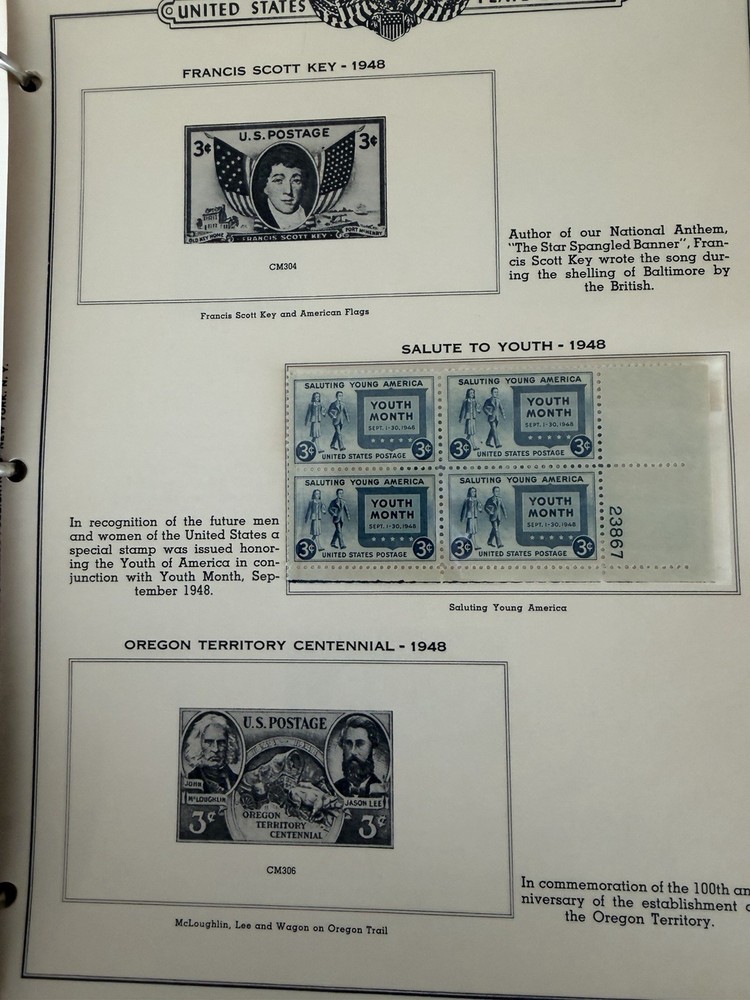 UNITED STATES
FRANCIS SCOTT KEY - 1948
U.S. POSTAGE
3¢ 3¢
OLD KEY HOME FRANCIS SCOTT KEY FORT McHENRY
CM304
Francis Scott Key and American Flags
Author of our National Anthem,
"The Star Spangled Banner", Fran-
cis Scott Key wrote the song dur-
ing the shelling of Baltimore by
the British.
SALUTE TO YOUTH - 1948
SALUTING YOUNG AMERICA SALUTING YOUNG AMERICA
YOUTH MONTH YOUTH MONTH
SEPT. 1-30, 1948 SEPT. 1-30, 1948
3¢ 3¢ 3¢ 3¢
UNITED STATES POSTAGE UNITED STATES POSTAGE
SALUTING YOUNG AMERICA SALUTING YOUNG AMERICA
YOUTH MONTH YOUTH MONTH
SEPT. 1-30, 1948 SEPT. 1-30, 1948
3¢ 3¢ 3¢ 3¢
UNITED STATES POSTAGE UNITED STATES POSTAGE
23867
In recognition of the future men
and women of the United States a
special stamp was issued honor-
ing the Youth of America in con-
junction with Youth Month, Sep-
tember 1948.
Saluting Young America
OREGON TERRITORY CENTENNIAL - 1948
U.S. POSTAGE
JOHN
McLOUGHLIN JASON LEE
OREGON
TERRITORY
CENTENNIAL
3¢ 3¢
CM306
McLoughlin, Lee and Wagon on Oregon Trail
In commemoration of the 100th an
niversary of the establishment
the Oregon Territory.
NEW YORK, N.Y.